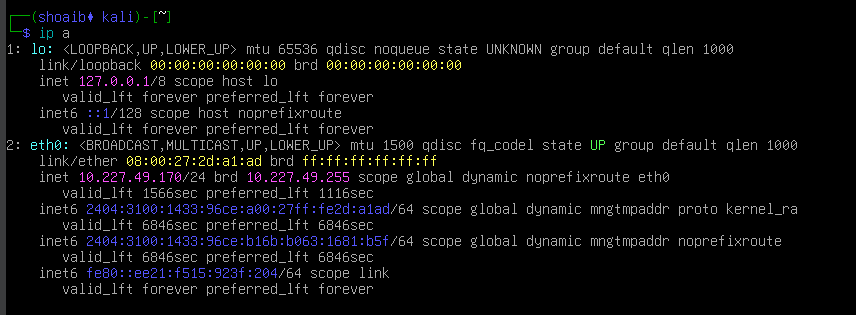 ┌──(shoaib♦ kali)-[~]
└─$ ip a
1: lo: <LOOPBACK,UP,LOWER_UP> mtu 65536 qdisc noqueue state UNKNOWN group default qlen 1000
    link/loopback 00:00:00:00:00:00 brd 00:00:00:00:00:00
    inet 127.0.0.1/8 scope host lo
       valid_lft forever preferred_lft forever
    inet6 ::1/128 scope host noprefixroute
       valid_lft forever preferred_lft forever
2: eth0: <BROADCAST,MULTICAST,UP,LOWER_UP> mtu 1500 qdisc fq_codel state UP group default qlen 1000
    link/ether 08:00:27:2d:a1:ad brd ff:ff:ff:ff:ff:ff
    inet 10.227.49.170/24 brd 10.227.49.255 scope global dynamic noprefixroute eth0
       valid_lft 1566sec preferred_lft 1116sec
    inet6 2404:3100:1433:96ce:a00:27ff:fe2d:a1ad/64 scope global dynamic mngtmpaddr proto kernel_ra
       valid_lft 6846sec preferred_lft 6846sec
    inet6 2404:3100:1433:96ce:b16b:b063:1681:b5f/64 scope global dynamic mngtmpaddr noprefixroute
       valid_lft 6846sec preferred_lft 6846sec
    inet6 fe80::ee21:f515:923f:204/64 scope link
       valid_lft forever preferred_lft forever